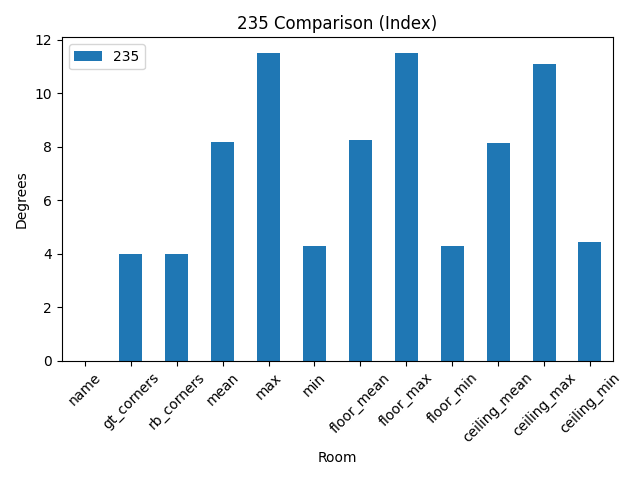 235 Comparison (Index)
235
Degrees
12
10
8
6
4
2
0
name
gt_corners
rb_corners
mean
max
min
floor_mean
floor_max
floor_min
ceiling_mean
ceiling_max
ceiling_min
Room